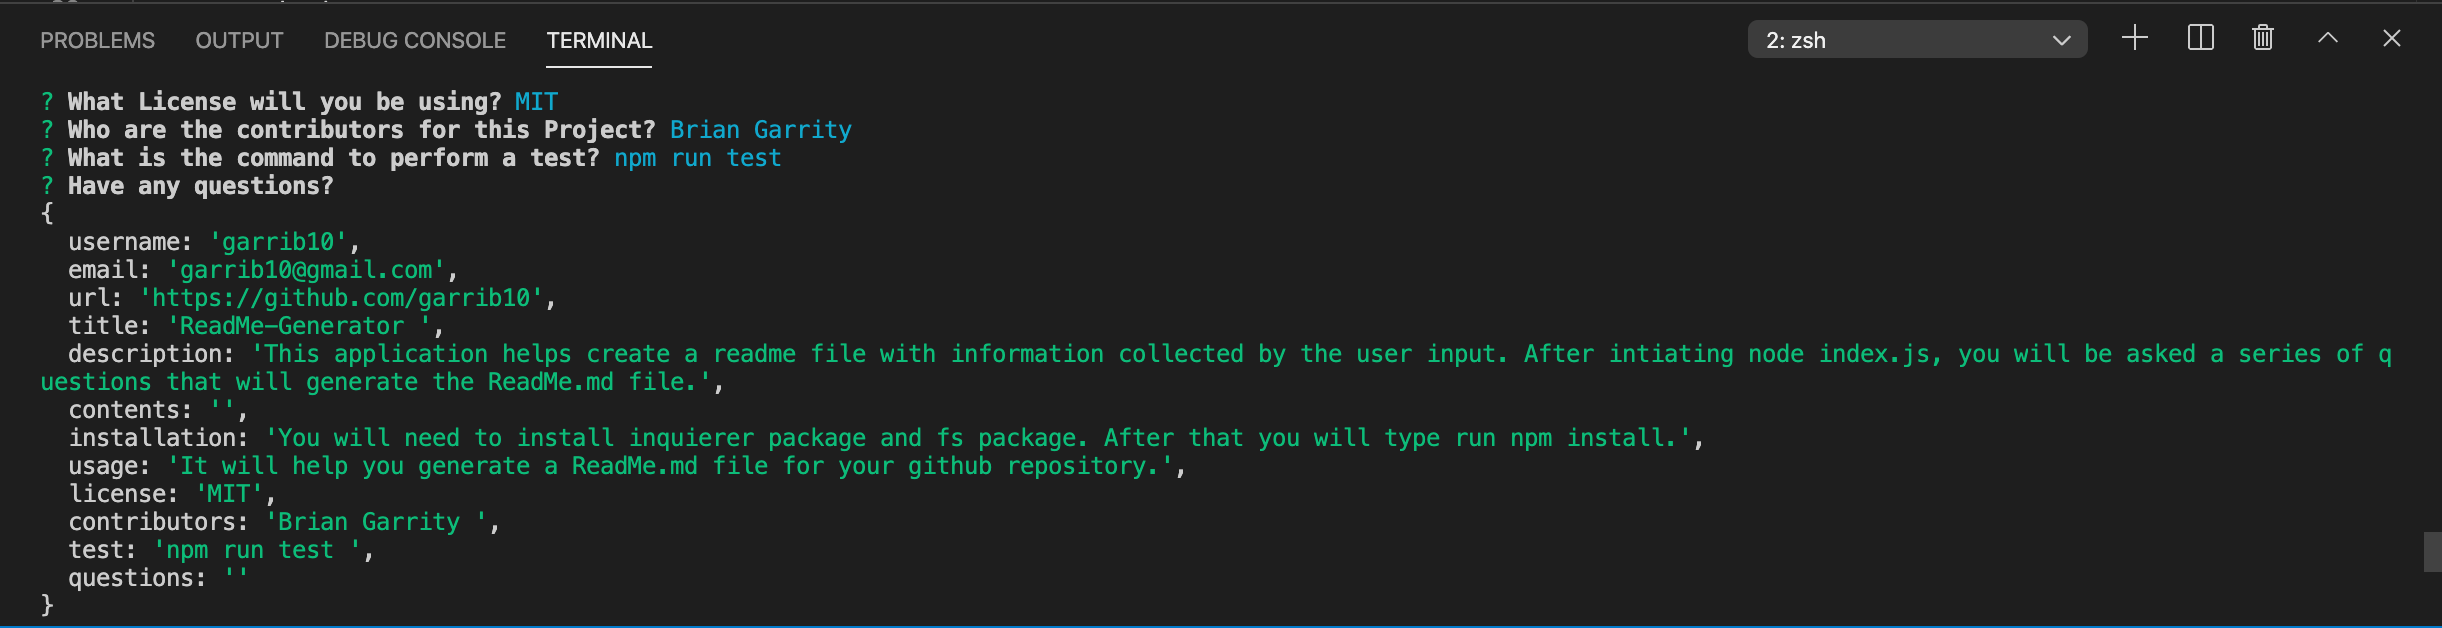 PROBLEMS OUTPUT DEBUG CONSOLE TERMINAL 2: zsh
? What License will you be using? MIT
? Who are the contributors for this Project? Brian Garrity
? What is the command to perform a test? npm run test
? Have any questions?
{
  username: 'garrib10',
  email: 'garrib10@gmail.com',
  url: 'https://github.com/garrib10',
  title: 'ReadMe-Generator ',
  description: 'This application helps create a readme file with information collected by the user input. After intiating node index.js, you will be asked a series of q
uestions that will generate the ReadMe.md file.',
  contents: '',
  installation: 'You will need to install inquierer package and fs package. After that you will type run npm install.',
  usage: 'It will help you generate a ReadMe.md file for your github repository.',
  license: 'MIT',
  contributors: 'Brian Garrity ',
  test: 'npm run test ',
  questions: ''
}